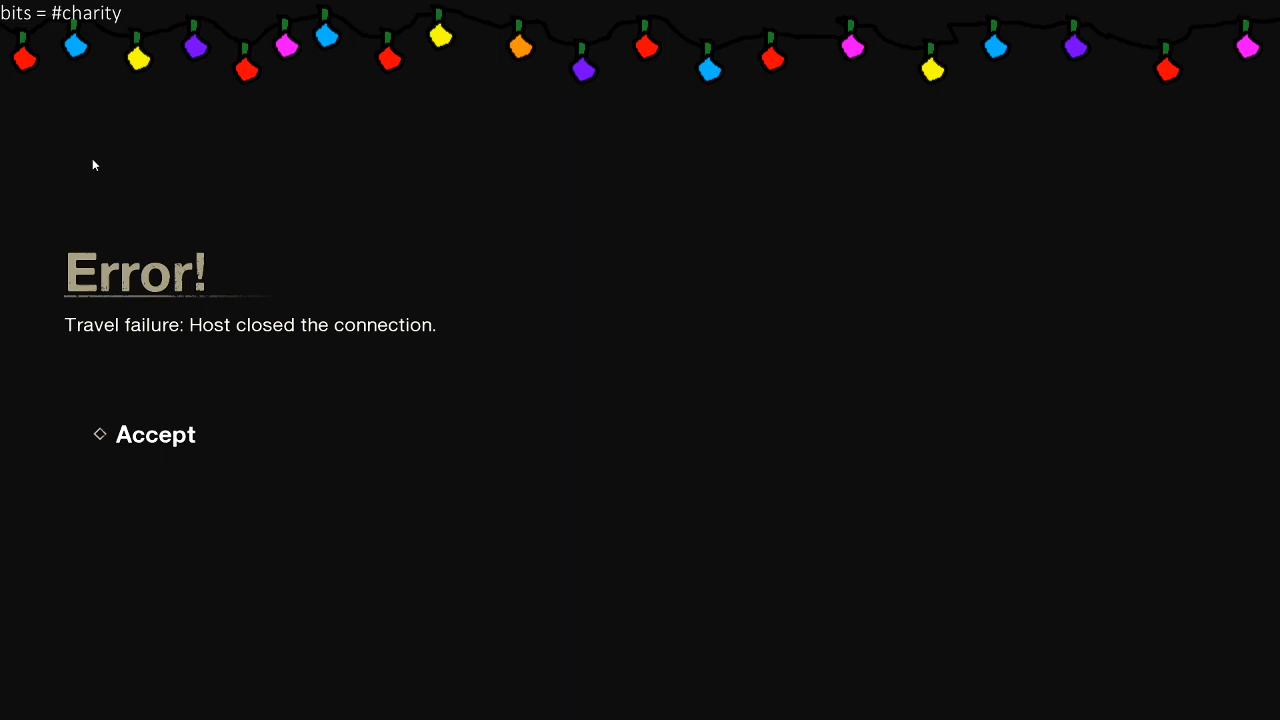 bits = #charity
Error!
Travel failure: Host closed the connection.
Accept